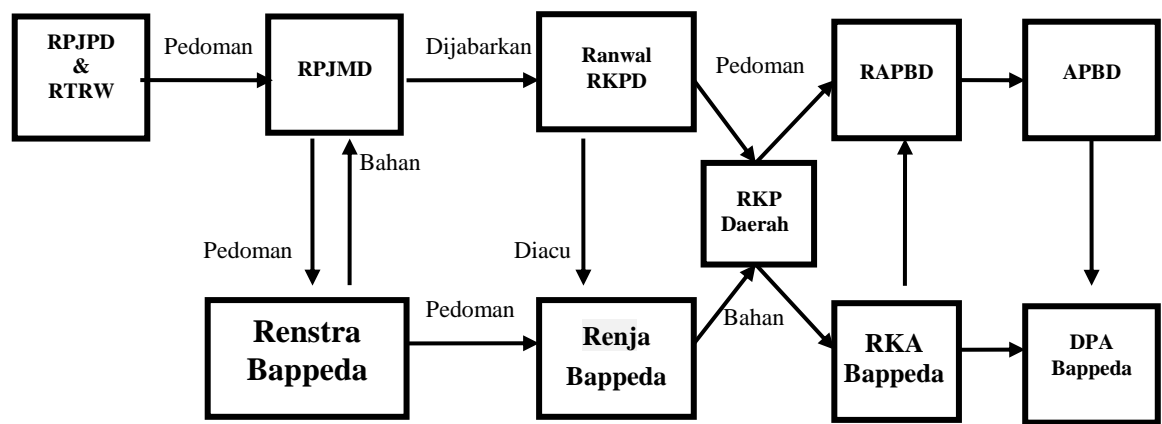 RPJPD
&
RTRW
Pedoman
RPJMD
Dijabarkan
Ranwal
RKPD
Pedoman
RAPBD
APBD
Bahan
RKP
Daerah
Pedoman
Diacu
Renstra
Bappeda
Pedoman
Renja
Bappeda
Bahan
RKA
Bappeda
DPA
Bappeda